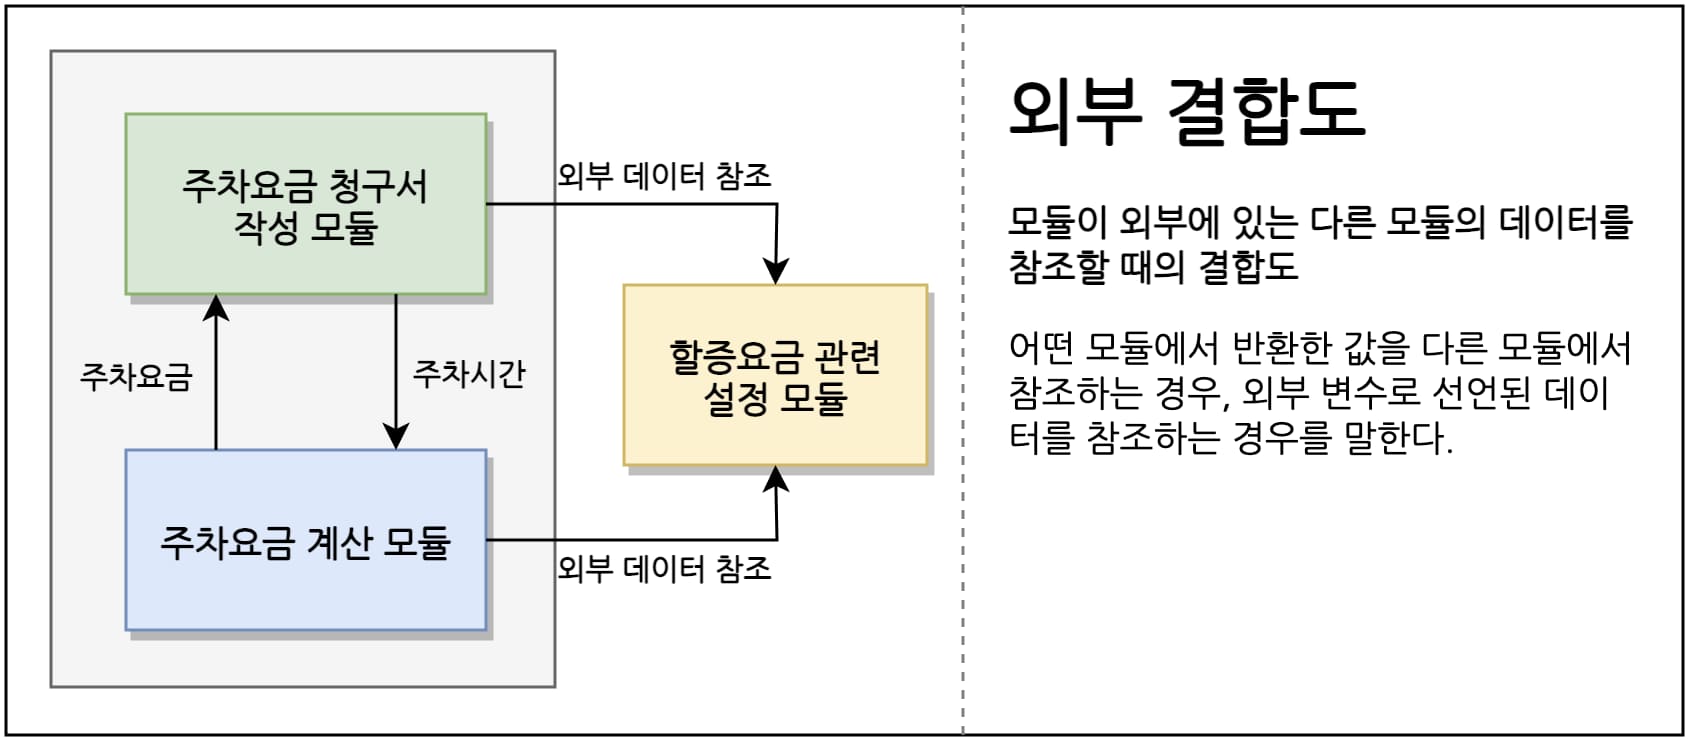 주차요금 청구서
작성 모듈
외부 데이터 참조
주차요금
주차시간
할증요금 관련
설정 모듈
주차요금 계산 모듈
외부 데이터 참조
외부 결합도
모듈이 외부에 있는 다른 모듈의 데이터를
참조할 때의 결합도
어떤 모듈에서 반환한 값을 다른 모듈에서
참조하는 경우, 외부 변수로 선언된 데이
터를 참조하는 경우를 말한다.